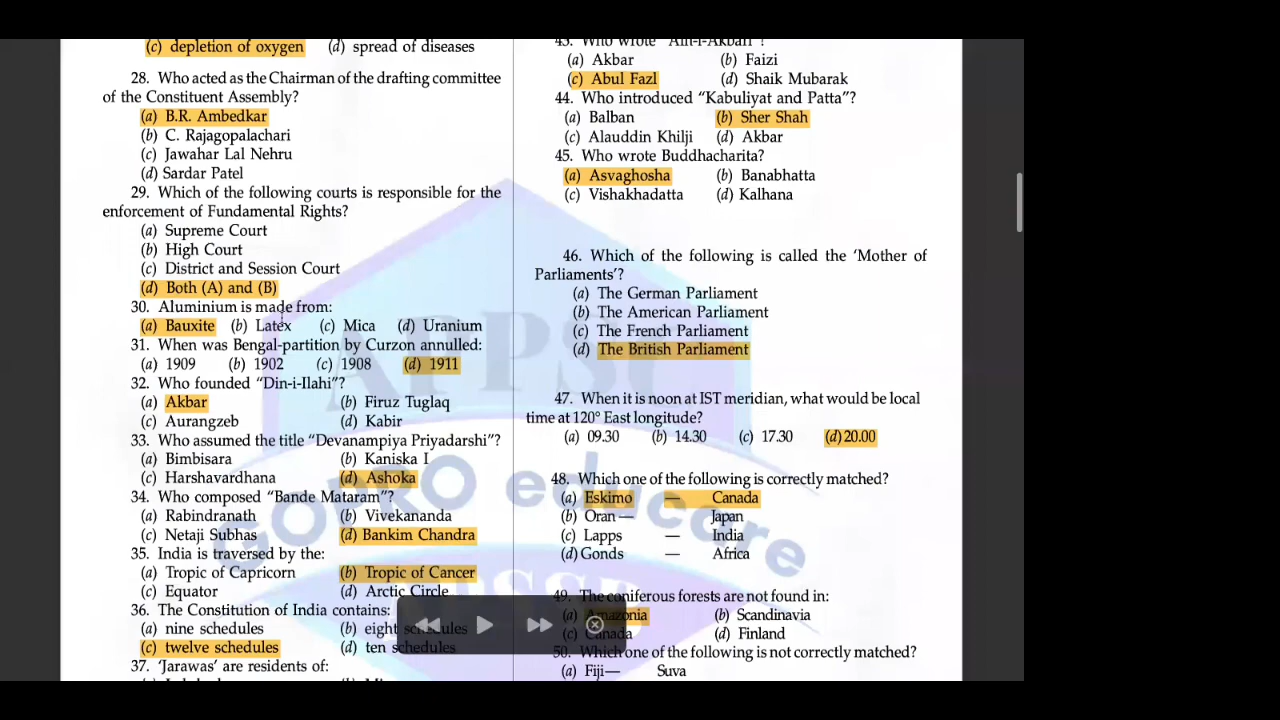 (c) depletion of oxygen (d) spread of diseases
28. Who acted as the Chairman of the drafting committee
of the Constituent Assembly?
(a) B.R. Ambedkar
(b) C. Rajagopalachari
(c) Jawahar Lal Nehru
(d) Sardar Patel
29. Which of the following courts is responsible for the
enforcement of Fundamental Rights?
(a) Supreme Court
(b) High Court
(c) District and Session Court
(d) Both (A) and (B)
30. Aluminium is made from:
(a) Bauxite (b) Latex (c) Mica (d) Uranium
31. When was Bengal-partition by Curzon annulled:
(a) 1909 (b) 1902 (c) 1908 (d) 1911
32. Who founded “Din-i-Ilahi”?
(a) Akbar (b) Firuz Tuglaq
(c) Aurangzeb (d) Kabir
33. Who assumed the title “Devanampiya Priyadarshi”?
(a) Bimbisara (b) Kaniska I
(c) Harshavardhana (d) Ashoka
34. Who composed “Bande Mataram”?
(a) Rabindranath (b) Vivekananda
(c) Netaji Subhas (d) Bankim Chandra
35. India is traversed by the:
(a) Tropic of Capricorn (b) Tropic of Cancer
(c) Equator (d) Arctic Circle
36. The Constitution of India contains:
(a) nine schedules (b) eight schedules
(c) twelve schedules (d) ten schedules
37. ‘Jarawas’ are residents of:
43. Who wrote “Ain-i-Akbari”?
(a) Akbar (b) Faizi
(c) Abul Fazl (d) Shaik Mubarak
44. Who introduced “Kabuliyat and Patta”?
(a) Balban (b) Sher Shah
(c) Alauddin Khilji (d) Akbar
45. Who wrote Buddhacharita?
(a) Asvaghosha (b) Banabhatta
(c) Vishakhadatta (d) Kalhana
46. Which of the following is called the ‘Mother of
Parliaments’?
(a) The German Parliament
(b) The American Parliament
(c) The French Parliament
(d) The British Parliament
47. When it is noon at IST meridian, what would be local
time at 120° East longitude?
(a) 09.30 (b) 14.30 (c) 17.30 (d) 20.00
48. Which one of the following is correctly matched?
(a) Eskimo — Canada
(b) Oran — Japan
(c) Lapps — India
(d) Gonds — Africa
49. The coniferous forests are not found in:
(a) Amazonia (b) Scandinavia
(c) Canada (d) Finland
50. Which one of the following is not correctly matched?
(a) Fiji— Suva
APPSC
GOPRO educare